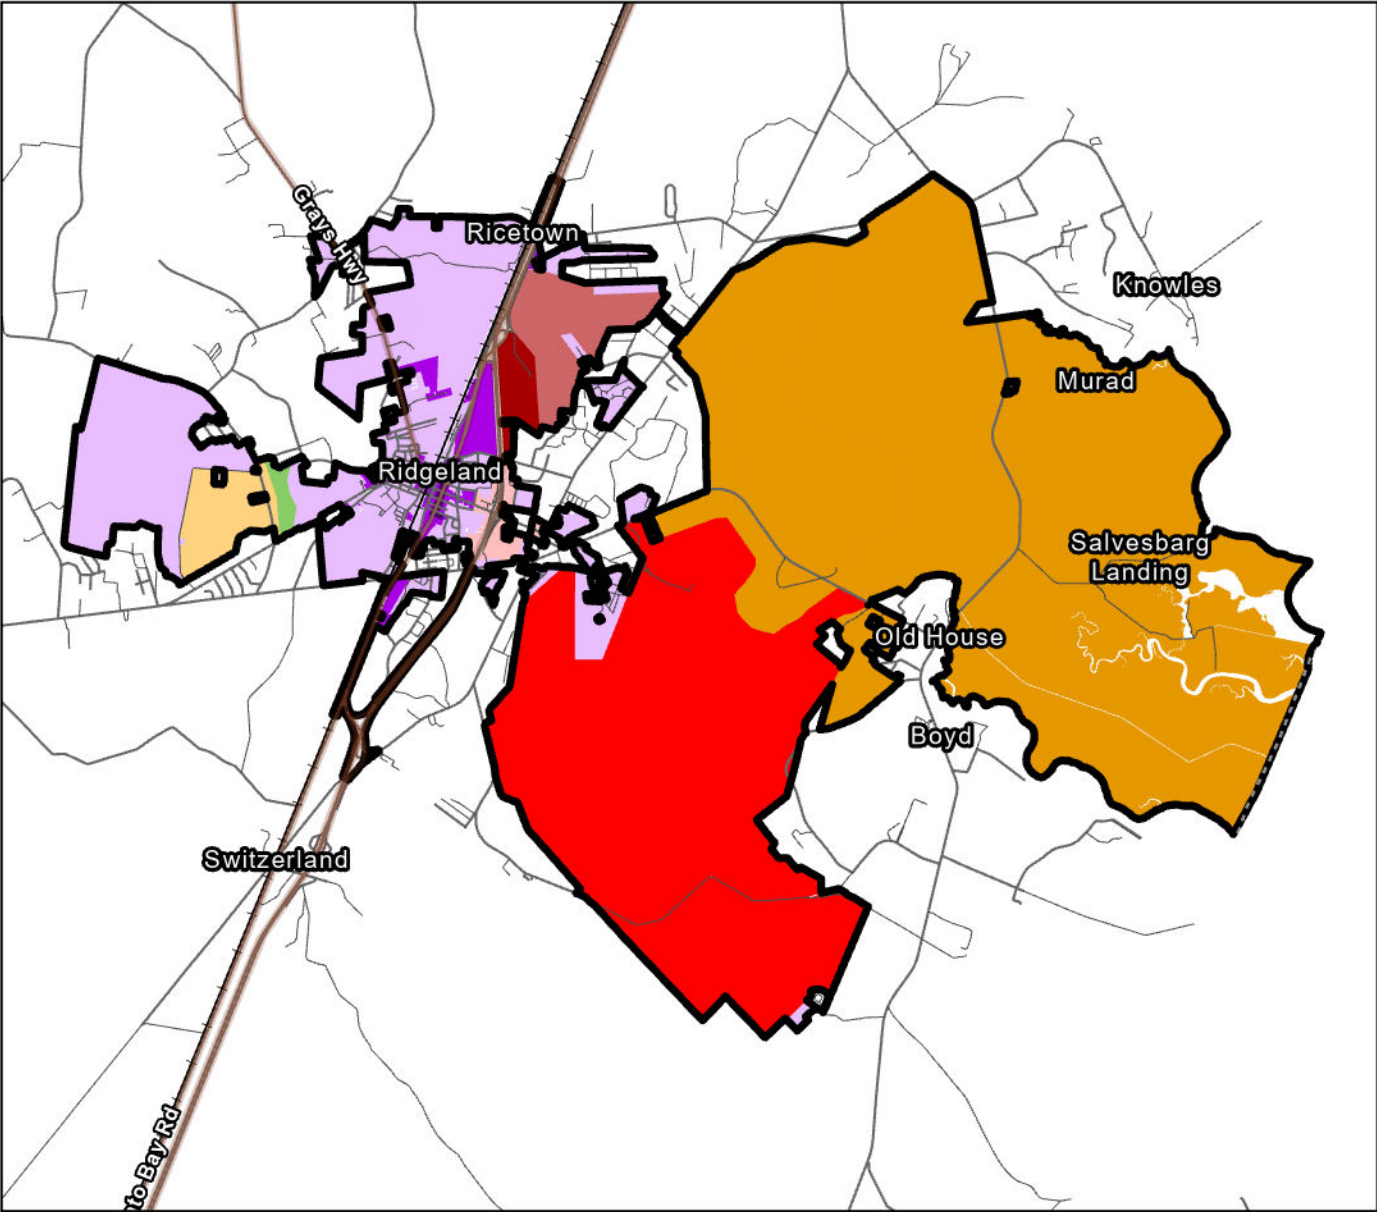 Grays Hwy
Ricetown
Knowles
Murad
Ridgeland
Salvesbarg
Landing
Old House
Boyd
Switzerland
to Bay Rd